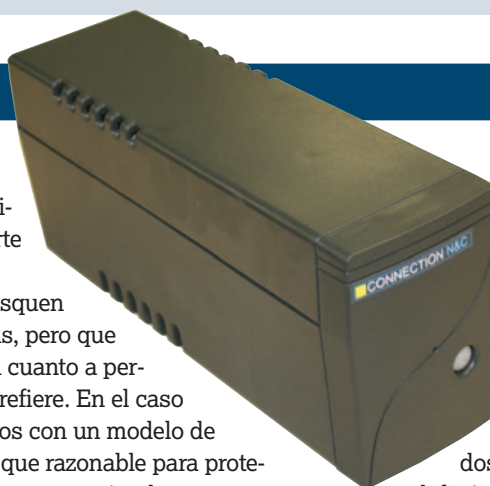 CONNECTION N&C
i-
rte
squen
s, pero que
cuanto a per-
refiere. En el caso
os con un modelo de
que razonable para prote-
dos